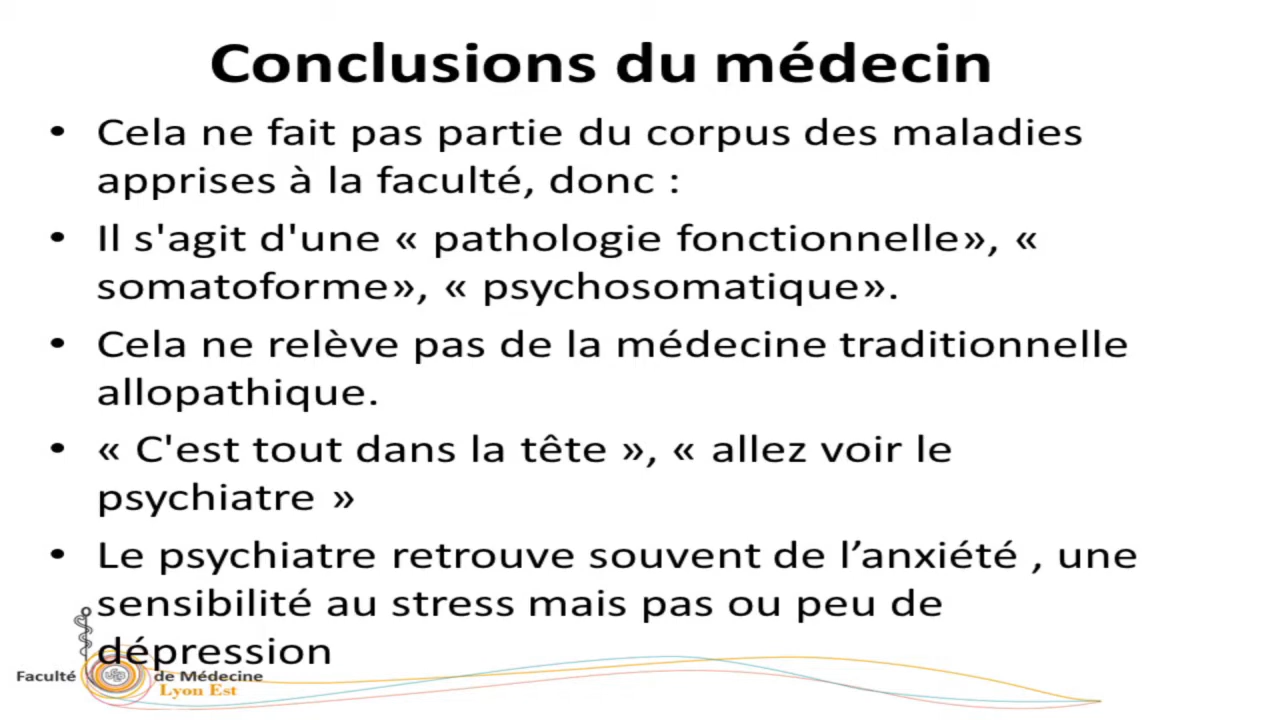 Conclusions du médecin
• Cela ne fait pas partie du corpus des maladies
apprises à la faculté, donc :
• Il s'agit d'une « pathologie fonctionnelle», «
somatoforme», « psychosomatique».
• Cela ne relève pas de la médecine traditionnelle
allopathique.
• « C'est tout dans la tête », « allez voir le
psychiatre »
• Le psychiatre retrouve souvent de l’anxiété , une
sensibilité au stress mais pas ou peu de
dépression
Faculté de Médecine
Lyon Est